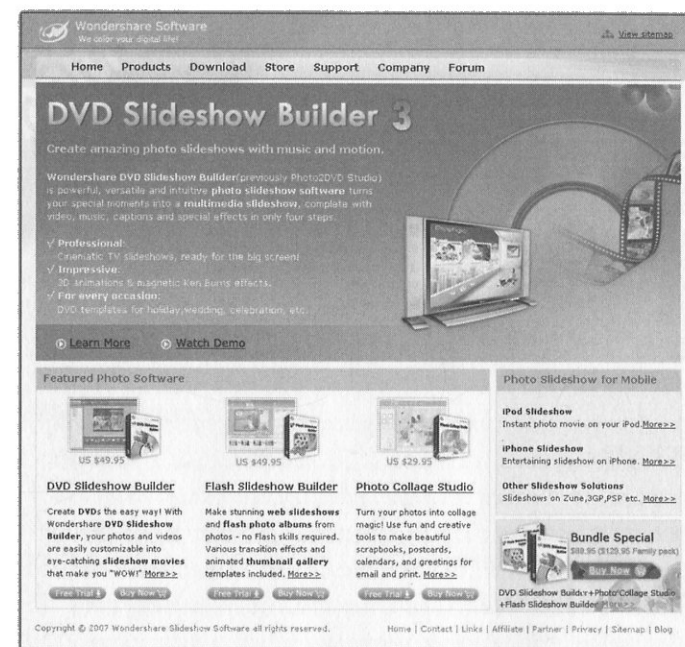 Wondershare Software
We color your digital life!
View sitemap
Home Products Download Store Support Company Forum
DVD Slideshow Builder 3
Create amazing photo slideshows with music and motion.
Wondershare DVD Slideshow Builder(previously Photo2DVD Studio)
is powerful, versatile and intuitive photo slideshow software turns
your special moments into a multimedia slideshow, complete with
video, music, captions and special effects in only four steps.
√ Professional:
Cinematic TV slideshows, ready for the big screen!
√ Impressive:
3D animations & magnetic Ken Burns effects.
√ For every occasion:
DVD templates for holiday,wedding, celebration, etc.
Learn More Watch Demo
Featured Photo Software
US $49.95
DVD Slideshow Builder
Create DVDs the easy way! With
Wondershare DVD Slideshow
Builder, your photos and videos
are easily customizable into
eye-catching slideshow movies
that make you "WOW!" More>>
Free Trial Buy Now
US $49.95
Flash Slideshow Builder
Make stunning web slideshows
and flash photo albums from
photos - no Flash skills required.
Various transition effects and
animated thumbnail gallery
templates included. More>>
Free Trial Buy Now
US $29.95
Photo Collage Studio
Turn your photos into collage
magic! Use fun and creative
tools to make beautiful
scrapbooks, postcards,
calendars, and greetings for
email and print. More>>
Free Trial Buy Now
Photo Slideshow for Mobile
iPod Slideshow
Instant photo movie on your iPod.More>>
iPhone Slideshow
Entertaining slideshow on iPhone. More>>
Other Slideshow Solutions
Slideshows on Zune,3GP,PSP etc. More>>
Bundle Special
$89.95 ($129.95 Family pack)
Buy Now
DVD Slideshow Builder+Photo Collage Studio
+Flash Slideshow Builder More>>
Copyright © 2007 Wondershare Slideshow Software all rights reserved.
Home | Contact | Links | Affiliate | Partner | Privacy | Sitemap | Blog